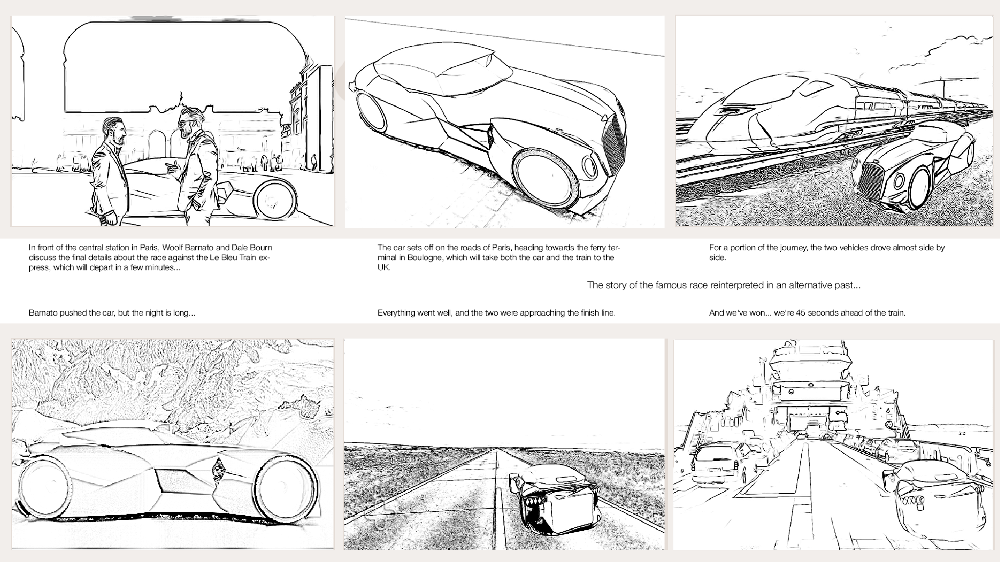 In front of the central station in Paris, Woolf Barnato and Dale Bourn
discuss the final details about the race against the Le Bleu Train ex-
press, which will depart in a few minutes...
The car sets off on the roads of Paris, heading towards the ferry ter-
minal in Boulogne, which will take both the car and the train to the
UK.
For a portion of the journey, the two vehicles drove almost side by
side.
The story of the famous race reinterpreted in an alternative past...
Barnato pushed the car, but the night is long...
Everything went well, and the two were approaching the finish line.
And we've won... we're 45 seconds ahead of the train.